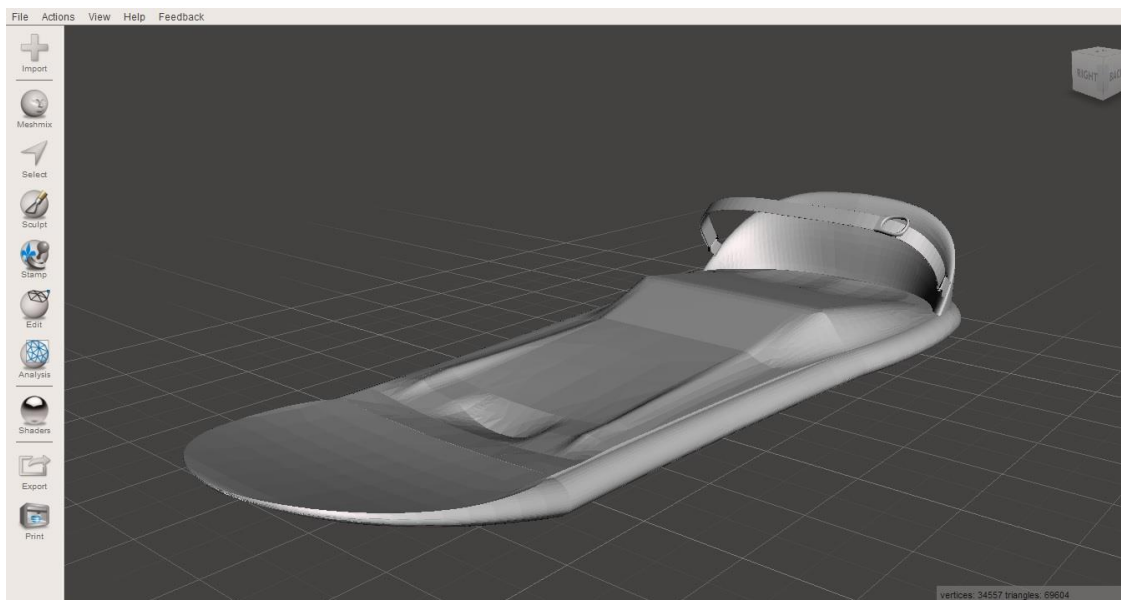 File Actions View Help Feedback
Import
Meshmix
Select
Sculpt
Stamp
Edit
Analysis
Shaders
Export
Print
RIGHT BACK
vertices: 34557 triangles: 69604